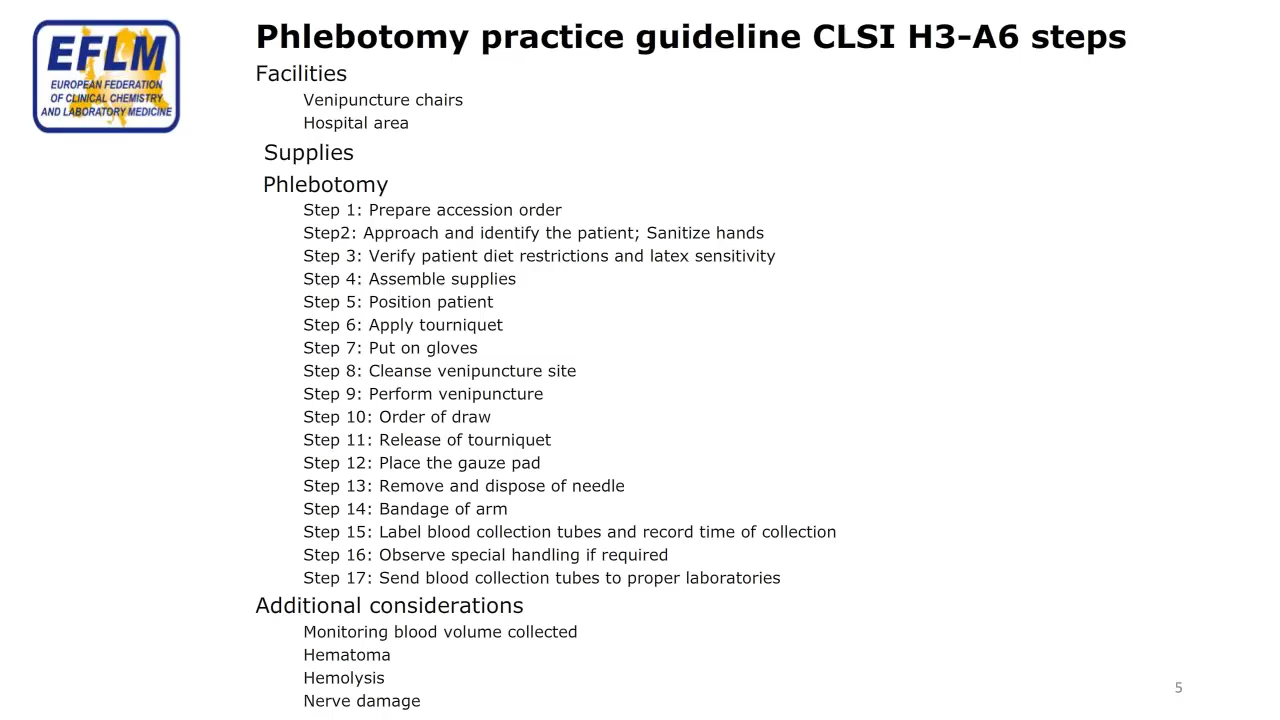 EFLM
EUROPEAN FEDERATION
OF CLINICAL CHEMISTRY
AND LABORATORY MEDICINE
Phlebotomy practice guideline CLSI H3-A6 steps
Facilities
Venipuncture chairs
Hospital area
Supplies
Phlebotomy
Step 1: Prepare accession order
Step2: Approach and identify the patient; Sanitize hands
Step 3: Verify patient diet restrictions and latex sensitivity
Step 4: Assemble supplies
Step 5: Position patient
Step 6: Apply tourniquet
Step 7: Put on gloves
Step 8: Cleanse venipuncture site
Step 9: Perform venipuncture
Step 10: Order of draw
Step 11: Release of tourniquet
Step 12: Place the gauze pad
Step 13: Remove and dispose of needle
Step 14: Bandage of arm
Step 15: Label blood collection tubes and record time of collection
Step 16: Observe special handling if required
Step 17: Send blood collection tubes to proper laboratories
Additional considerations
Monitoring blood volume collected
Hematoma
Hemolysis
Nerve damage
5